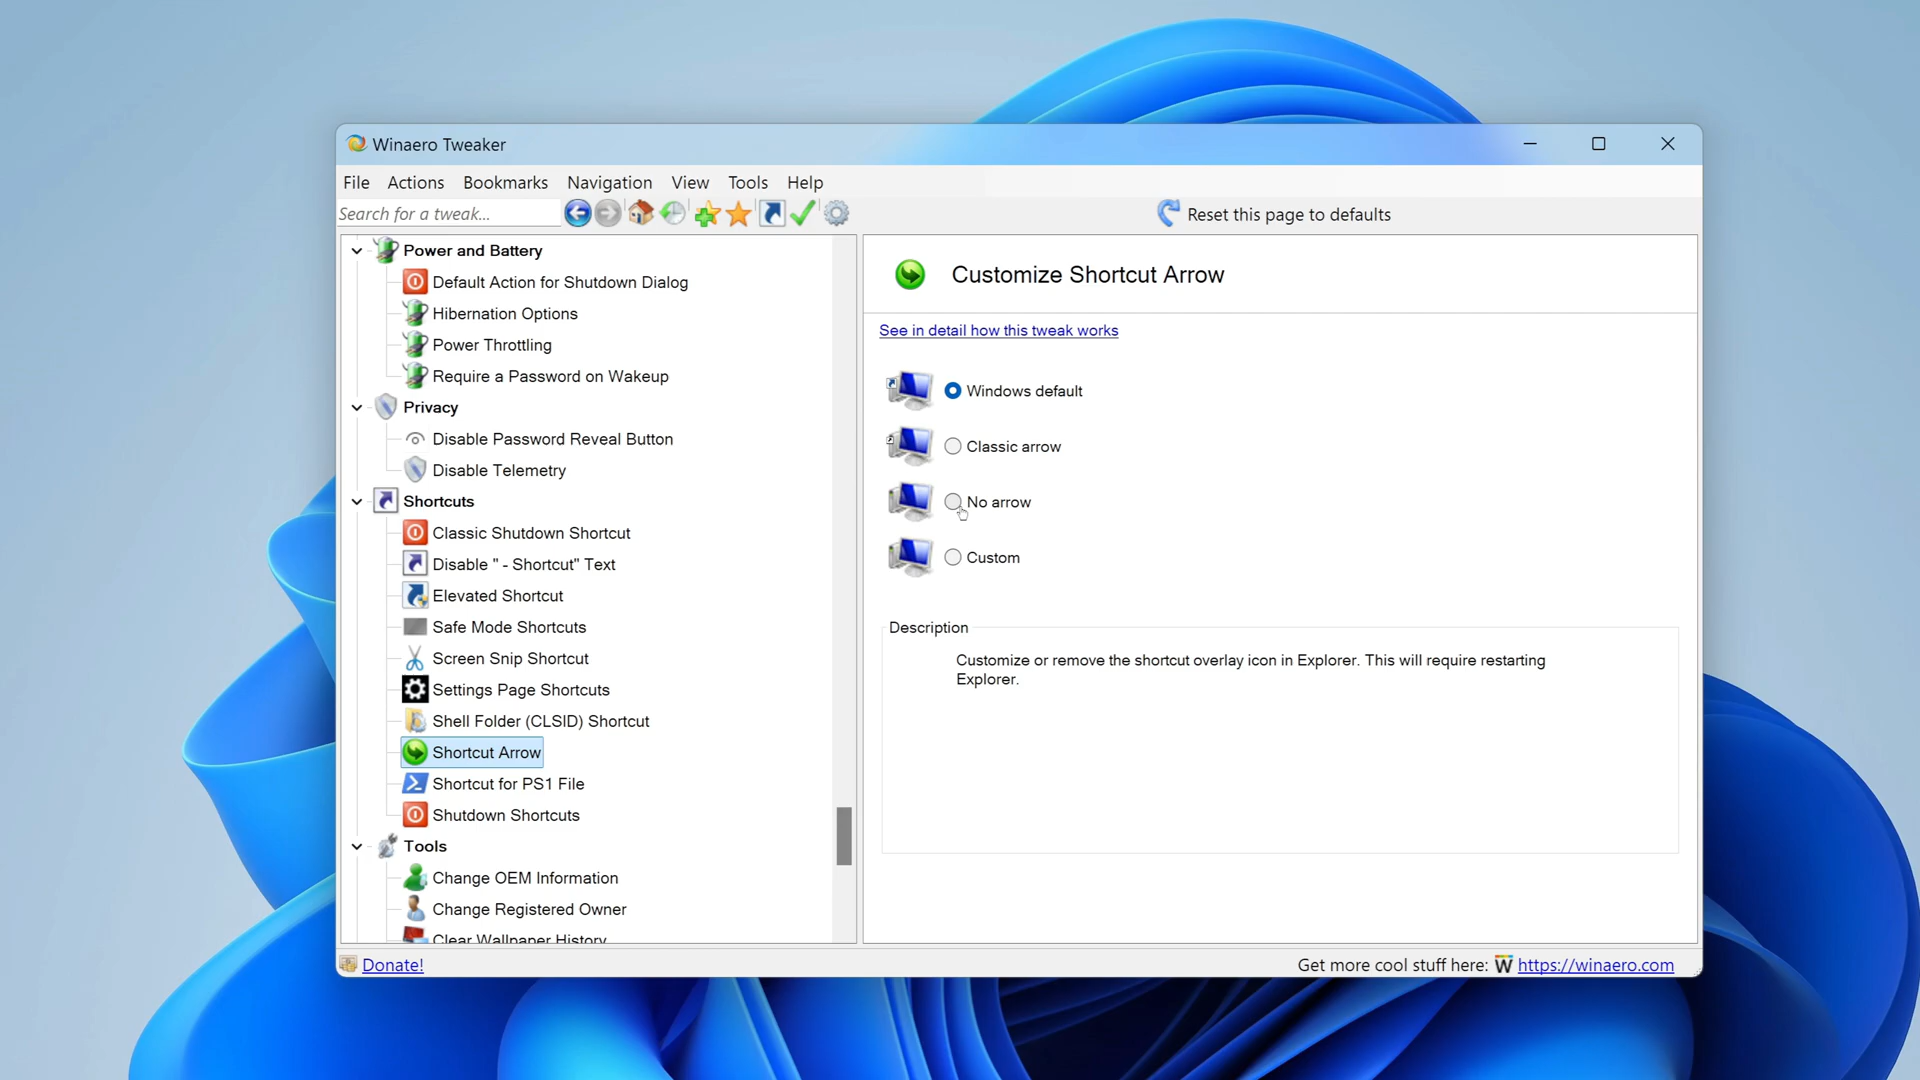 Winaero Tweaker
File Actions Bookmarks Navigation View Tools Help
Search for a tweak...
Reset this page to defaults
Power and Battery
Default Action for Shutdown Dialog
Hibernation Options
Power Throttling
Require a Password on Wakeup
Privacy
Disable Password Reveal Button
Disable Telemetry
Shortcuts
Classic Shutdown Shortcut
Disable " - Shortcut" Text
Elevated Shortcut
Safe Mode Shortcuts
Screen Snip Shortcut
Settings Page Shortcuts
Shell Folder (CLSID) Shortcut
Shortcut Arrow
Shortcut for PS1 File
Shutdown Shortcuts
Tools
Change OEM Information
Change Registered Owner
Clear Wallpaper History
Customize Shortcut Arrow
See in detail how this tweak works
Windows default
Classic arrow
No arrow
Custom
Description
Customize or remove the shortcut overlay icon in Explorer. This will require restarting
Explorer.
Donate!
Get more cool stuff here: W https://winaero.com